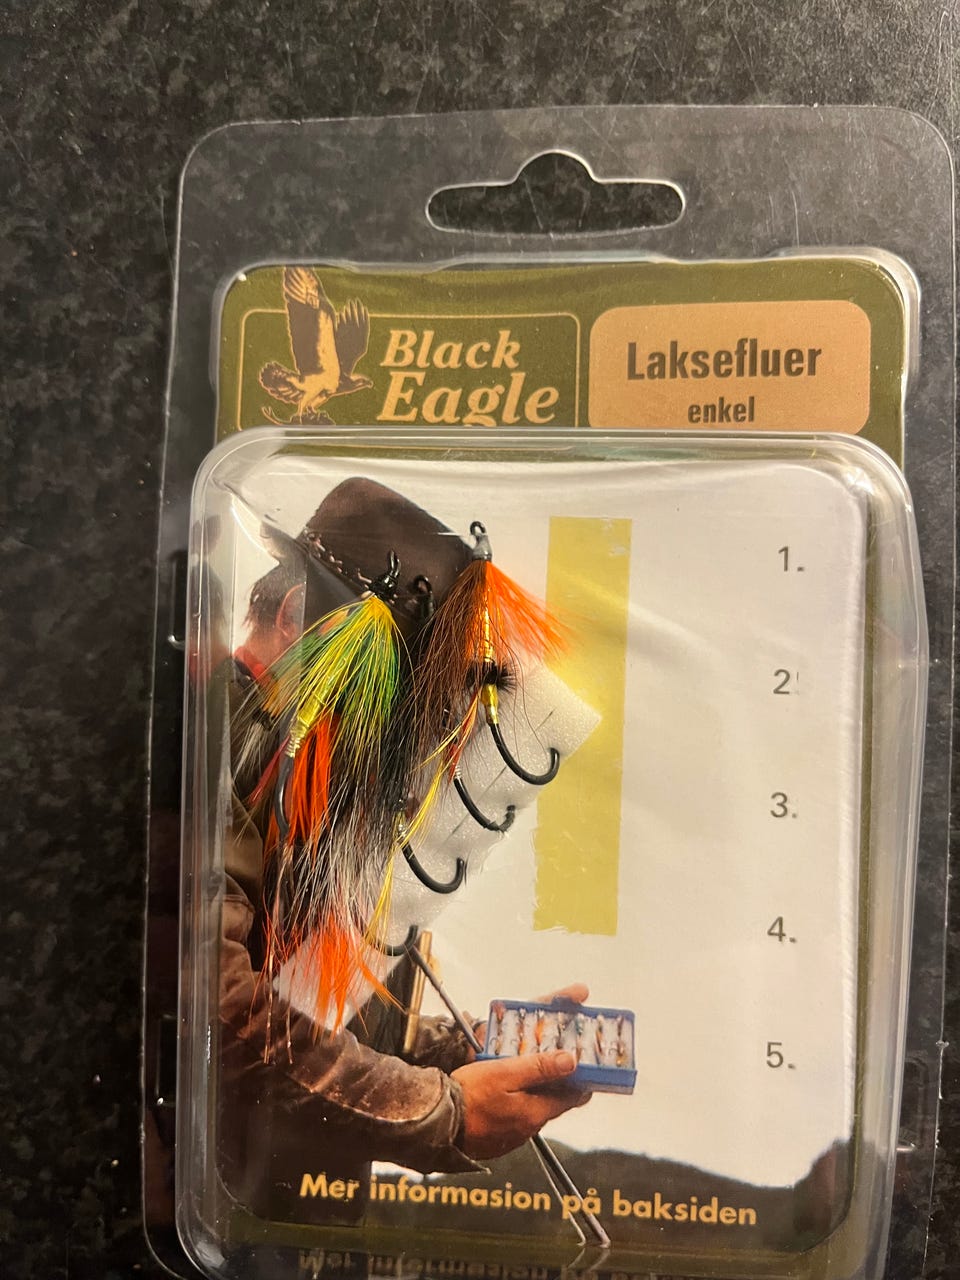 Black
Eagle
Laksefluer
enkel
1.
2
3.
4.
5.
Mer informasion på baksiden